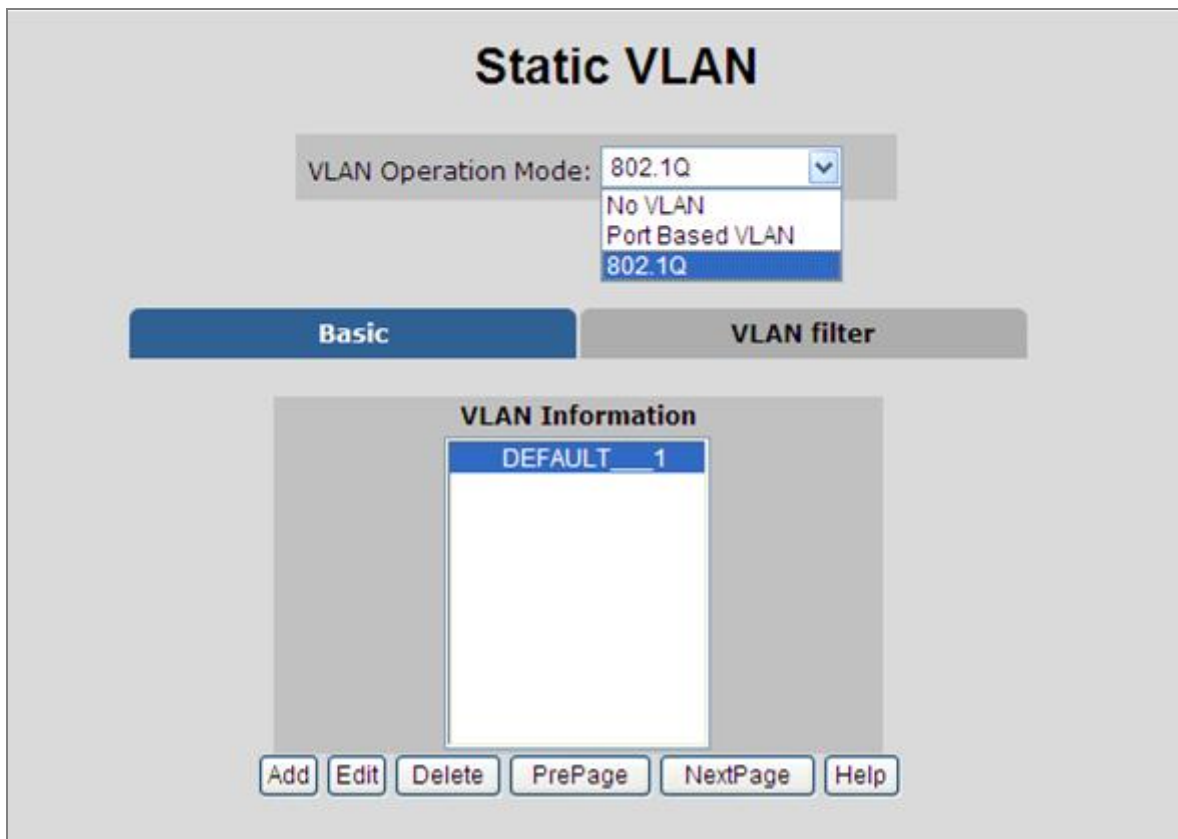 Static VLAN
VLAN Operation Mode: 802.1Q
No VLAN
Port Based VLAN
802.1Q
Basic VLAN filter
VLAN Information
DEFAULT___1
Add Edit Delete PrePage NextPage Help